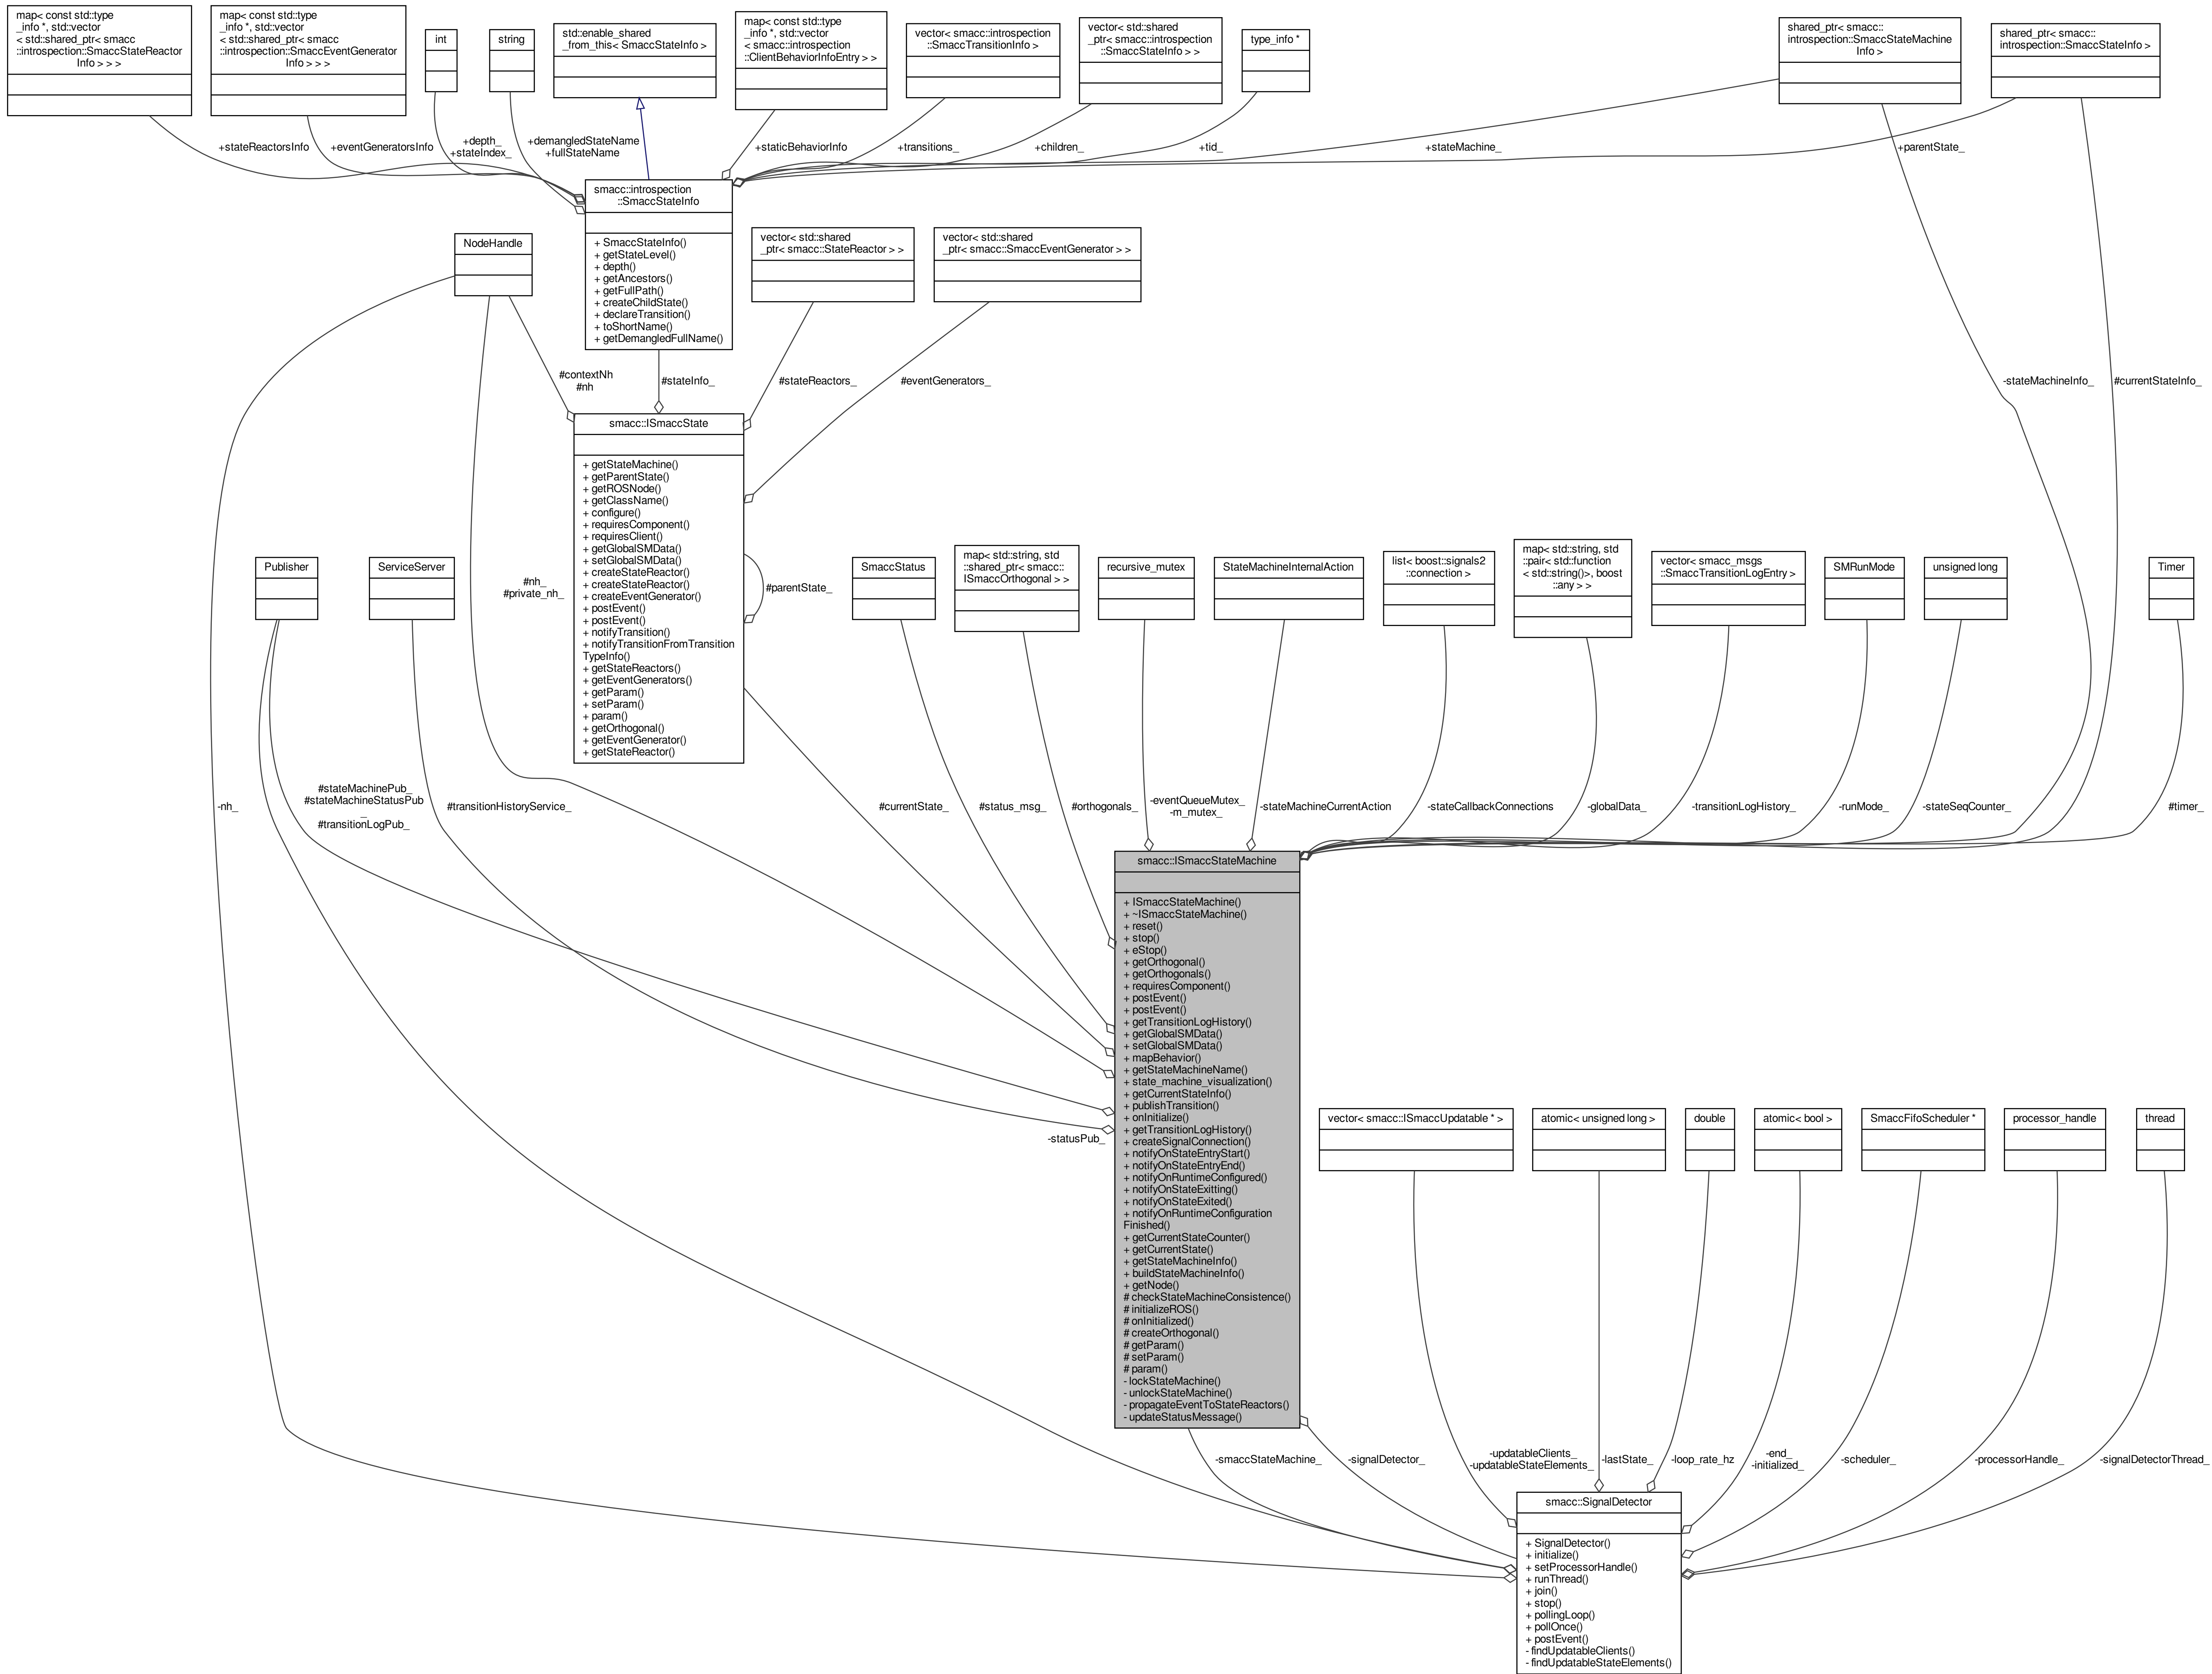 map< const std::type
_info *, std::vector
< std::shared_ptr< smacc
::introspection::SmaccStateReactor
Info > > >
map< const std::type
_info *, std::vector
< std::shared_ptr< smacc
::introspection::SmaccEventGenerator
Info > > >
int
string
std::enable_shared
_from_this< SmaccStateInfo >
map< const std::type
_info *, std::vector
< smacc::introspection
::ClientBehaviorInfoEntry > >
vector< smacc::introspection
::SmaccTransitionInfo >
vector< std::shared
_ptr< smacc::introspection
::SmaccStateInfo > >
type_info *
shared_ptr< smacc::
introspection::SmaccStateMachine
Info >
shared_ptr< smacc::
introspection::SmaccStateInfo >
+stateReactorsInfo
+eventGeneratorsInfo
+depth_
+stateIndex_
+demangledStateName
+fullStateName
+staticBehaviorInfo
+transitions_
+children_
+tid_
+stateMachine_
+parentState_
smacc::introspection
::SmaccStateInfo
+ SmaccStateInfo()
+ getStateLevel()
+ depth()
+ getAncestors()
+ getFullPath()
+ createChildState()
+ declareTransition()
+ toShortName()
+ getDemangledFullName()
NodeHandle
vector< std::shared
_ptr< smacc::StateReactor > >
vector< std::shared
_ptr< smacc::SmaccEventGenerator > >
#contextNh
#nh
#stateInfo_
#stateReactors_
#eventGenerators_
-stateMachineInfo_
#currentStateInfo_
smacc::ISmaccState
+ getStateMachine()
+ getParentState()
+ getROSNode()
+ getClassName()
+ configure()
+ requiresComponent()
+ requiresClient()
+ getGlobalSMData()
+ setGlobalSMData()
+ createStateReactor()
+ createStateReactor()
+ createEventGenerator()
+ postEvent()
+ postEvent()
+ notifyTransition()
+ notifyTransitionFromTransition
TypeInfo()
+ getStateReactors()
+ getEventGenerators()
+ getParam()
+ setParam()
+ param()
+ getOrthogonal()
+ getEventGenerator()
+ getStateReactor()
#parentState_
#nh_
#private_nh_
Publisher
ServiceServer
SmaccStatus
map< std::string, std
::shared_ptr< smacc::
ISmaccOrthogonal > >
recursive_mutex
StateMachineInternalAction
list< boost::signals2
::connection >
map< std::string, std
::pair< std::function
< std::string()>, boost
::any > >
vector< smacc_msgs
::SmaccTransitionLogEntry >
SMRunMode
unsigned long
Timer
-nh_
#stateMachinePub_
#stateMachineStatusPub
_
#transitionLogPub_
#transitionHistoryService_
#currentState_
#status_msg_
#orthogonals_
-eventQueueMutex_
-m_mutex_
-stateMachineCurrentAction
-stateCallbackConnections
-globalData_
-transitionLogHistory_
-runMode_
-stateSeqCounter_
#timer_
smacc::ISmaccStateMachine
+ ISmaccStateMachine()
+ ~ISmaccStateMachine()
+ reset()
+ stop()
+ eStop()
+ getOrthogonal()
+ getOrthogonals()
+ requiresComponent()
+ postEvent()
+ postEvent()
+ getTransitionLogHistory()
+ getGlobalSMData()
+ setGlobalSMData()
+ mapBehavior()
+ getStateMachineName()
+ state_machine_visualization()
+ getCurrentStateInfo()
+ publishTransition()
+ onInitialize()
+ getTransitionLogHistory()
+ createSignalConnection()
+ notifyOnStateEntryStart()
+ notifyOnStateEntryEnd()
+ notifyOnRuntimeConfigured()
+ notifyOnStateExitting()
+ notifyOnStateExited()
+ notifyOnRuntimeConfiguration
Finished()
+ getCurrentStateCounter()
+ getCurrentState()
+ getStateMachineInfo()
+ buildStateMachineInfo()
+ getNode()
# checkStateMachineConsistence()
# initializeROS()
# onInitialized()
# createOrthogonal()
# getParam()
# setParam()
# param()
- lockStateMachine()
- unlockStateMachine()
- propagateEventToStateReactors()
- updateStatusMessage()
-statusPub_
vector< smacc::ISmaccUpdatable * >
atomic< unsigned long >
double
atomic< bool >
SmaccFifoScheduler *
processor_handle
thread
-smaccStateMachine_
-signalDetector_
-updatableClients_
-updatableStateElements_
-lastState_
-loop_rate_hz
-end_
-initialized_
-scheduler_
-processorHandle_
-signalDetectorThread_
smacc::SignalDetector
+ SignalDetector()
+ initialize()
+ setProcessorHandle()
+ runThread()
+ join()
+ stop()
+ pollingLoop()
+ pollOnce()
+ postEvent()
- findUpdatableClients()
- findUpdatableStateElements()